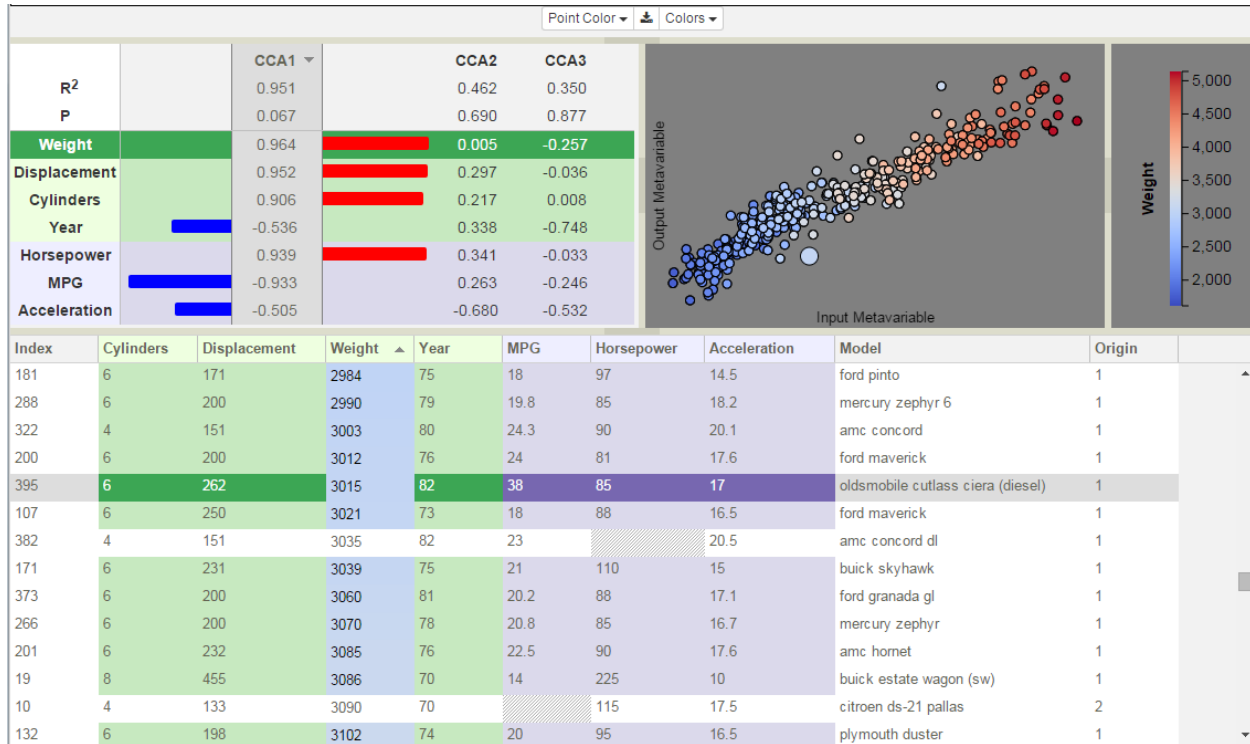 Point Color Colors
CCA1 CCA2 CCA3
R2 0.951 0.462 0.350
P 0.067 0.690 0.877
Weight 0.964 0.005 -0.257
Displacement 0.952 0.297 -0.036
Cylinders 0.906 0.217 0.008
Year -0.536 0.338 -0.748
Horsepower 0.939 0.341 -0.033
MPG -0.933 0.263 -0.246
Acceleration -0.505 -0.680 -0.532
Output Metavariable
Input Metavariable
Weight
5,000
4,500
4,000
3,500
3,000
2,500
2,000
Index Cylinders Displacement Weight Year MPG Horsepower Acceleration Model Origin
181 6 171 2984 75 18 97 14.5 ford pinto 1
288 6 200 2990 79 19.8 85 18.2 mercury zephyr 6 1
322 4 151 3003 80 24.3 90 20.1 amc concord 1
200 6 200 3012 76 24 81 17.6 ford maverick 1
395 6 262 3015 82 38 85 17 oldsmobile cutlass ciera (diesel) 1
107 6 250 3021 73 18 88 16.5 ford maverick 1
382 4 151 3035 82 23 20.5 amc concord dl 1
171 6 231 3039 75 21 110 15 buick skyhawk 1
373 6 200 3060 81 20.2 88 17.1 ford granada gl 1
266 6 200 3070 78 20.8 85 16.7 mercury zephyr 1
201 6 232 3085 76 22.5 90 17.6 amc hornet 1
19 8 455 3086 70 14 225 10 buick estate wagon (sw) 1
10 4 133 3090 70 115 17.5 citroen ds-21 pallas 2
132 6 198 3102 74 20 95 16.5 plymouth duster 1